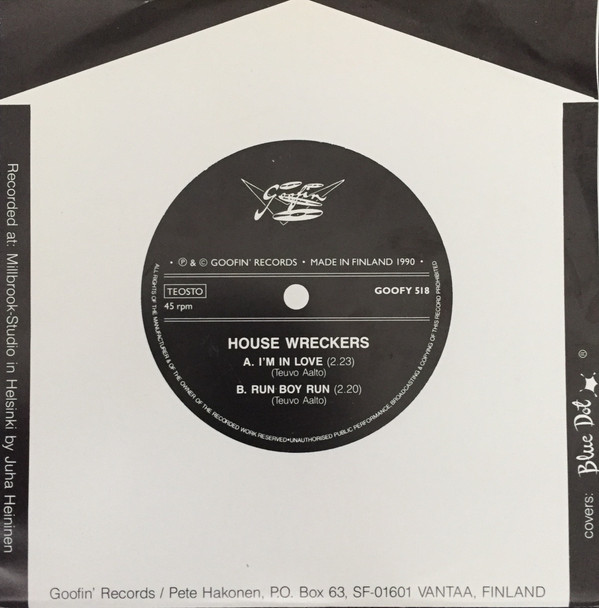 Goofin
• ℗ & © GOOFIN' RECORDS • MADE IN FINLAND 1990 •
TEOSTO
GOOFY 518
45 rpm
HOUSE WRECKERS
A. I'M IN LOVE (2.23)
(Teuvo Aalto)
B. RUN BOY RUN (2.20)
(Teuvo Aalto)
ALL RIGHTS OF THE MANUFACTURER & OF THE OWNER OF THE RECORDED WORK RESERVED•UNAUTHORISED PUBLIC PERFORMANCE, BROADCASTING & COPYING OF THIS RECORD PROHIBITED
Recorded at: Millbrook-Studio in Helsinki by Juha Heininen
covers: Blue Dot ®
Goofin' Records / Pete Hakonen, P.O. Box 63, SF-01601 VANTAA, FINLAND